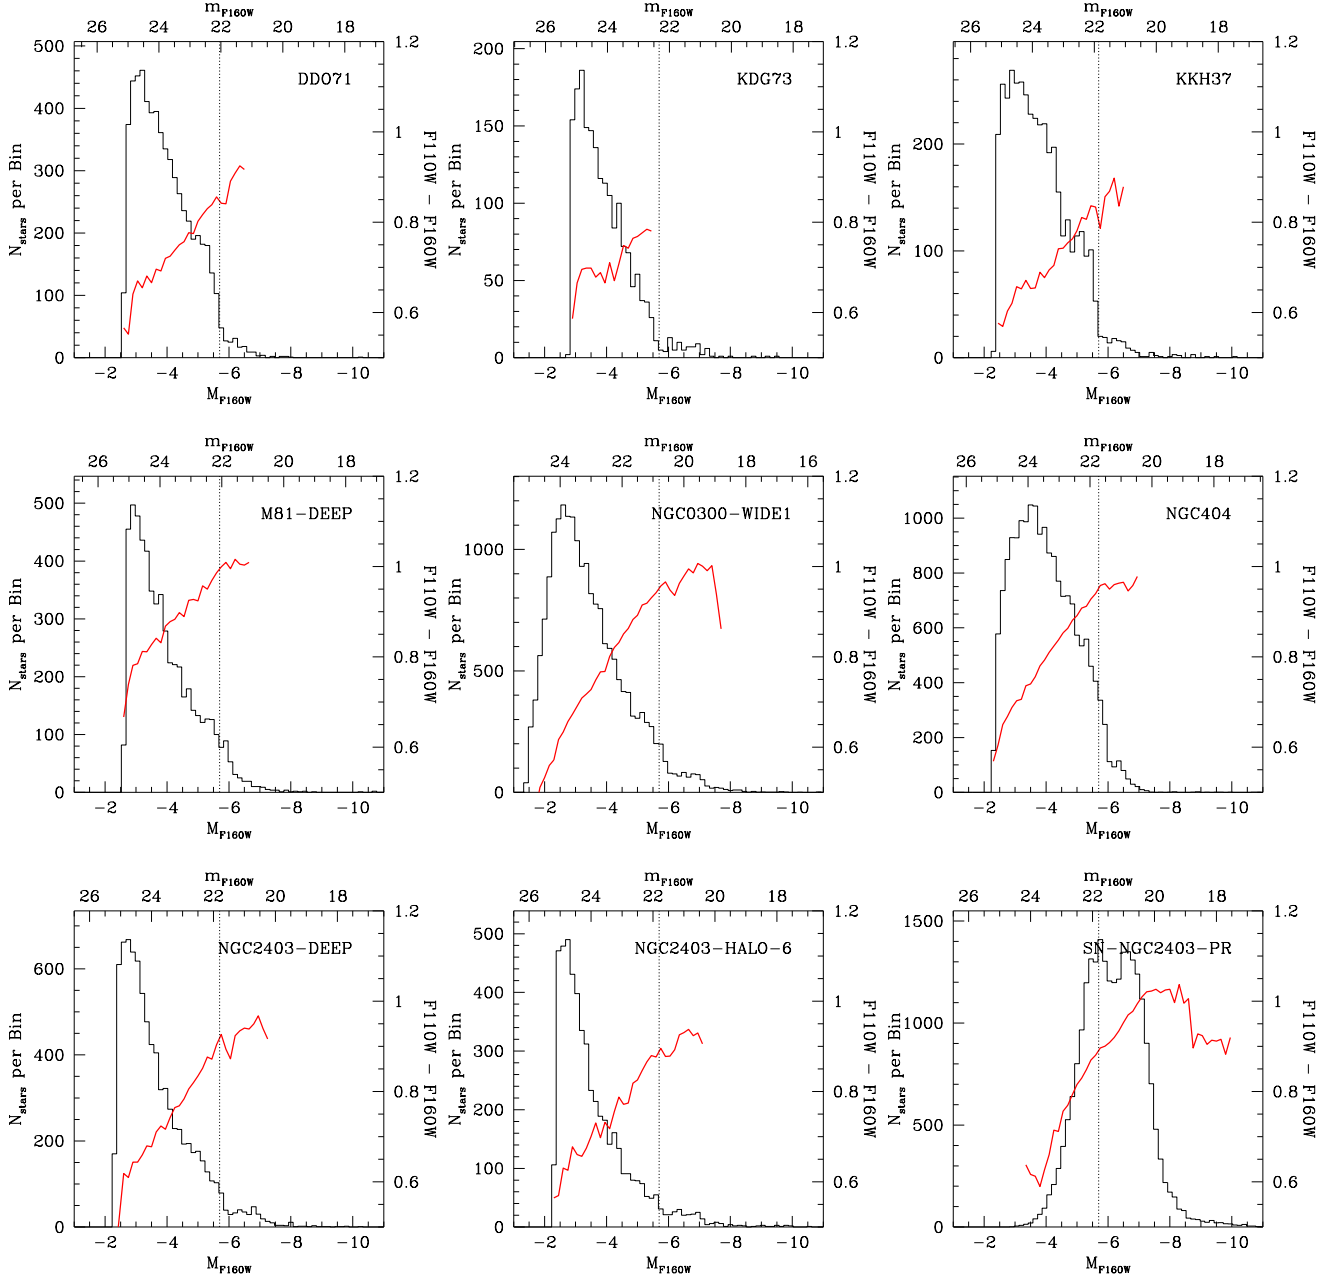 m_F160W m_F160W m_F160W
26 24 22 20 18 26 24 22 20 18 26 24 22 20 18
500 400 300 200 100 0 1.2 1 0.8 0.6 200 150 100 50 0 1.2 1 0.8 0.6 200 100 0 1.2 1 0.8 0.6
DDO71 KDG73 KKH37
N_stars per Bin F110W − F160W N_stars per Bin F110W − F160W N_stars per Bin F110W − F160W
−2 −4 −6 −8 −10 −2 −4 −6 −8 −10 −2 −4 −6 −8 −10
M_F160W M_F160W M_F160W
m_F160W m_F160W m_F160W
26 24 22 20 18 24 22 20 18 16 26 24 22 20 18
500 400 300 200 100 0 1.2 1 0.8 0.6 1000 500 0 1.2 1 0.8 0.6 1000 800 600 400 200 0 1.2 1 0.8 0.6
M81−DEEP NGC0300−WIDE1 NGC404
N_stars per Bin F110W − F160W N_stars per Bin F110W − F160W N_stars per Bin F110W − F160W
−2 −4 −6 −8 −10 −2 −4 −6 −8 −10 −2 −4 −6 −8 −10
M_F160W M_F160W M_F160W
m_F160W m_F160W m_F160W
26 24 22 20 18 26 24 22 20 18 26 24 22 20 18
600 400 200 0 1.2 1 0.8 0.6 500 400 300 200 100 0 1.2 1 0.8 0.6 1500 1000 500 0 1.2 1 0.8 0.6
NGC2403−DEEP NGC2403−HALO−6 SN−NGC2403−PR
N_stars per Bin F110W − F160W N_stars per Bin F110W − F160W N_stars per Bin F110W − F160W
−2 −4 −6 −8 −10 −2 −4 −6 −8 −10 −2 −4 −6 −8 −10
M_F160W M_F160W M_F160W